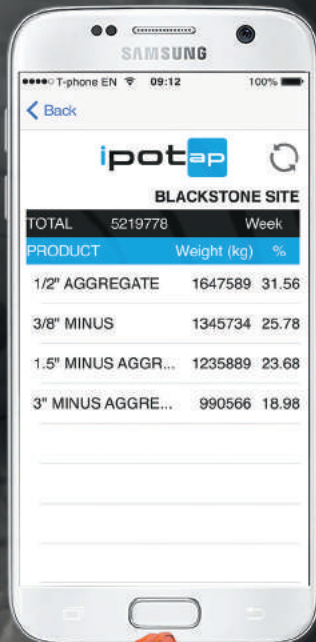 SAMSUNG
T-phone EN 09:12 100%
Back
ipotap
BLACKSTONE SITE
TOTAL 5219778 Week
PRODUCT Weight (kg) %
1/2" AGGREGATE 1647589 31.56
3/8" MINUS 1345734 25.78
1.5" MINUS AGGR... 1235889 23.68
3" MINUS AGGRE... 990566 18.98